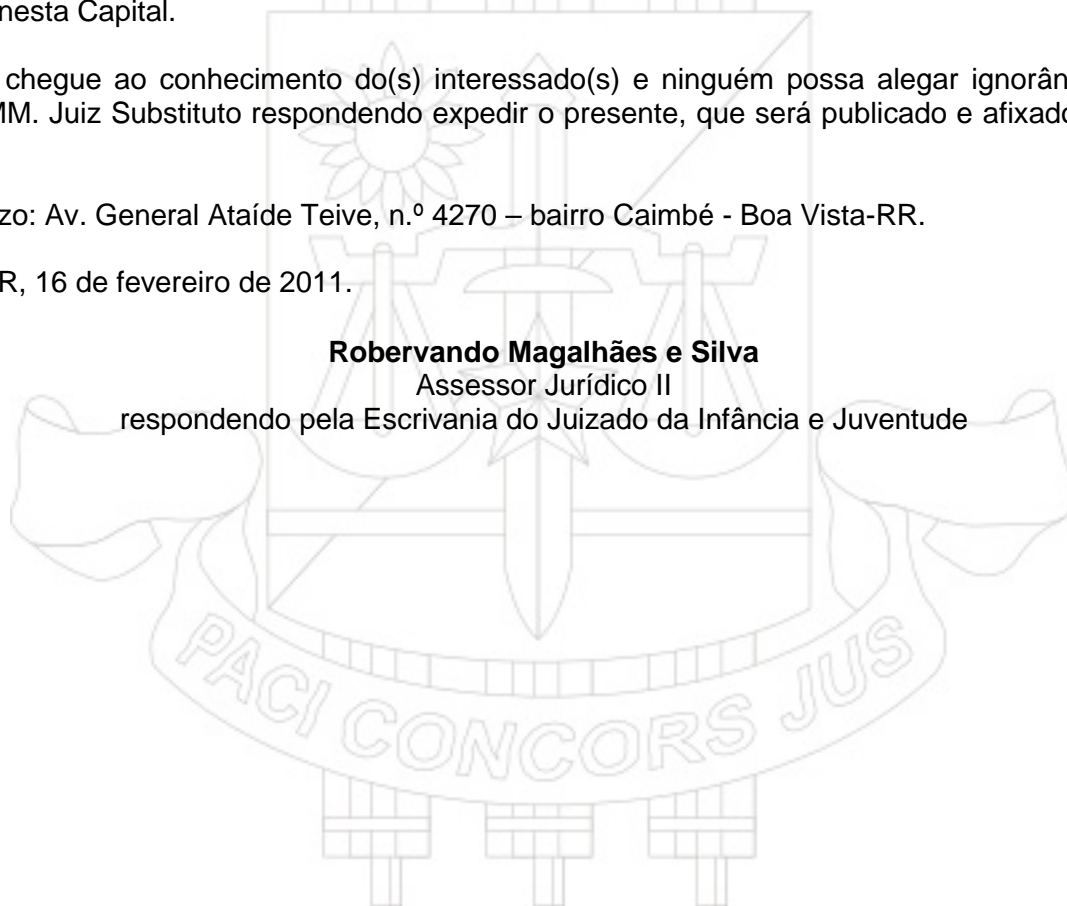 nesta Capital.
chegue ao conhecimento do(s) interessado(s) e ninguém possa alegar ignorân
MM. Juiz Substituto respondendo expedir o presente, que será publicado e afixado
zo: Av. General Ataíde Teive, n.º 4270 – bairro Caimbé - Boa Vista-RR.
R, 16 de fevereiro de 2011.
Robervando Magalhães e Silva
Assessor Jurídico II
respondendo pela Escrivania do Juizado da Infância e Juventude
PACI CONCORS JUS